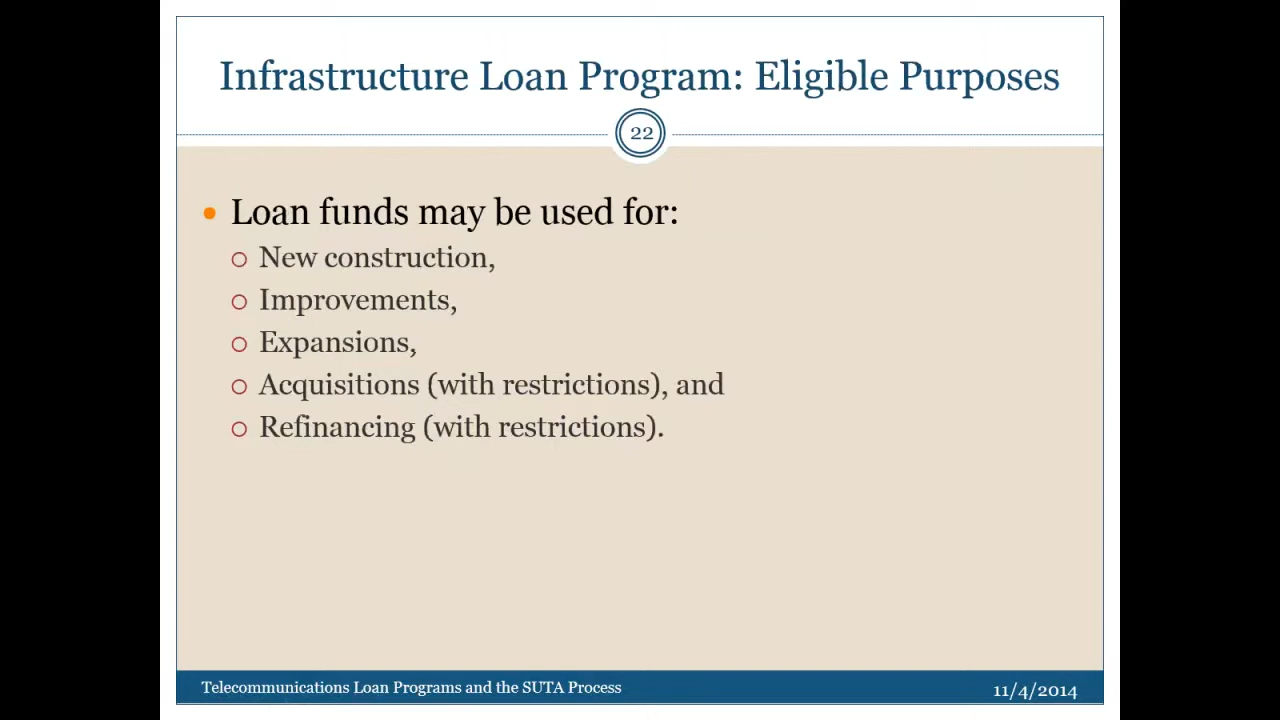 Infrastructure Loan Program: Eligible Purposes
22
Loan funds may be used for:
New construction,
Improvements,
Expansions,
Acquisitions (with restrictions), and
Refinancing (with restrictions).
Telecommunications Loan Programs and the SUTA Process
11/4/2014